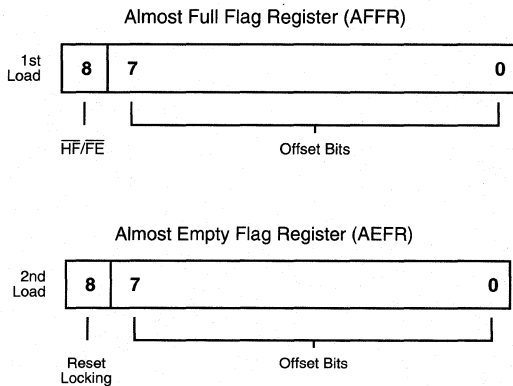 Almost Full Flag Register (AFFR)
1st
Load
8 7 0
HF/FE
Offset Bits
Almost Empty Flag Register (AEFR)
2nd
Load
8 7 0
Reset
Locking
Offset Bits